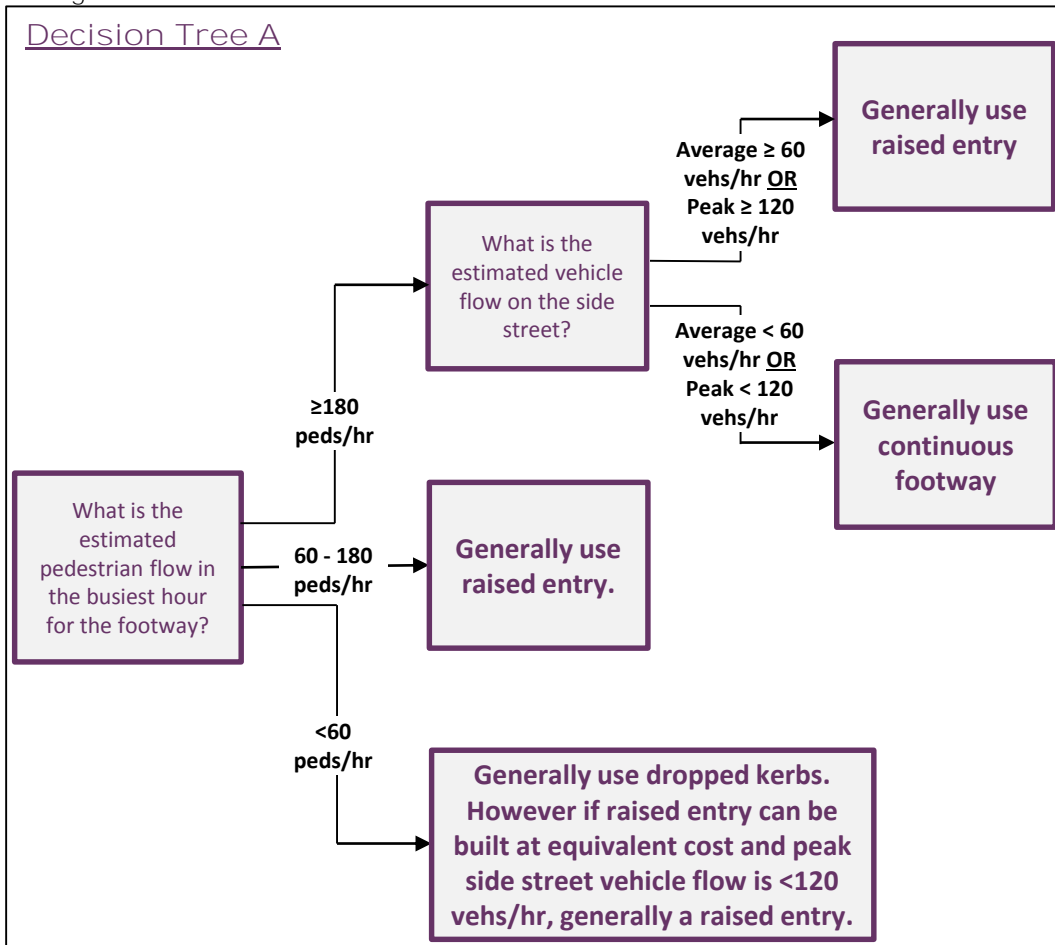 Decision Tree A
What is the
estimated
pedestrian flow in
the busiest hour
for the footway?
≥180
peds/hr
What is the
estimated vehicle
flow on the side
street?
Average ≥ 60
vehs/hr OR
Peak ≥ 120
vehs/hr
Generally use
raised entry
Average < 60
vehs/hr OR
Peak < 120
vehs/hr
Generally use
continuous
footway
60 - 180
peds/hr
Generally use
raised entry.
<60
peds/hr
Generally use dropped kerbs.
However if raised entry can be
built at equivalent cost and peak
side street vehicle flow is <120
vehs/hr, generally a raised entry.